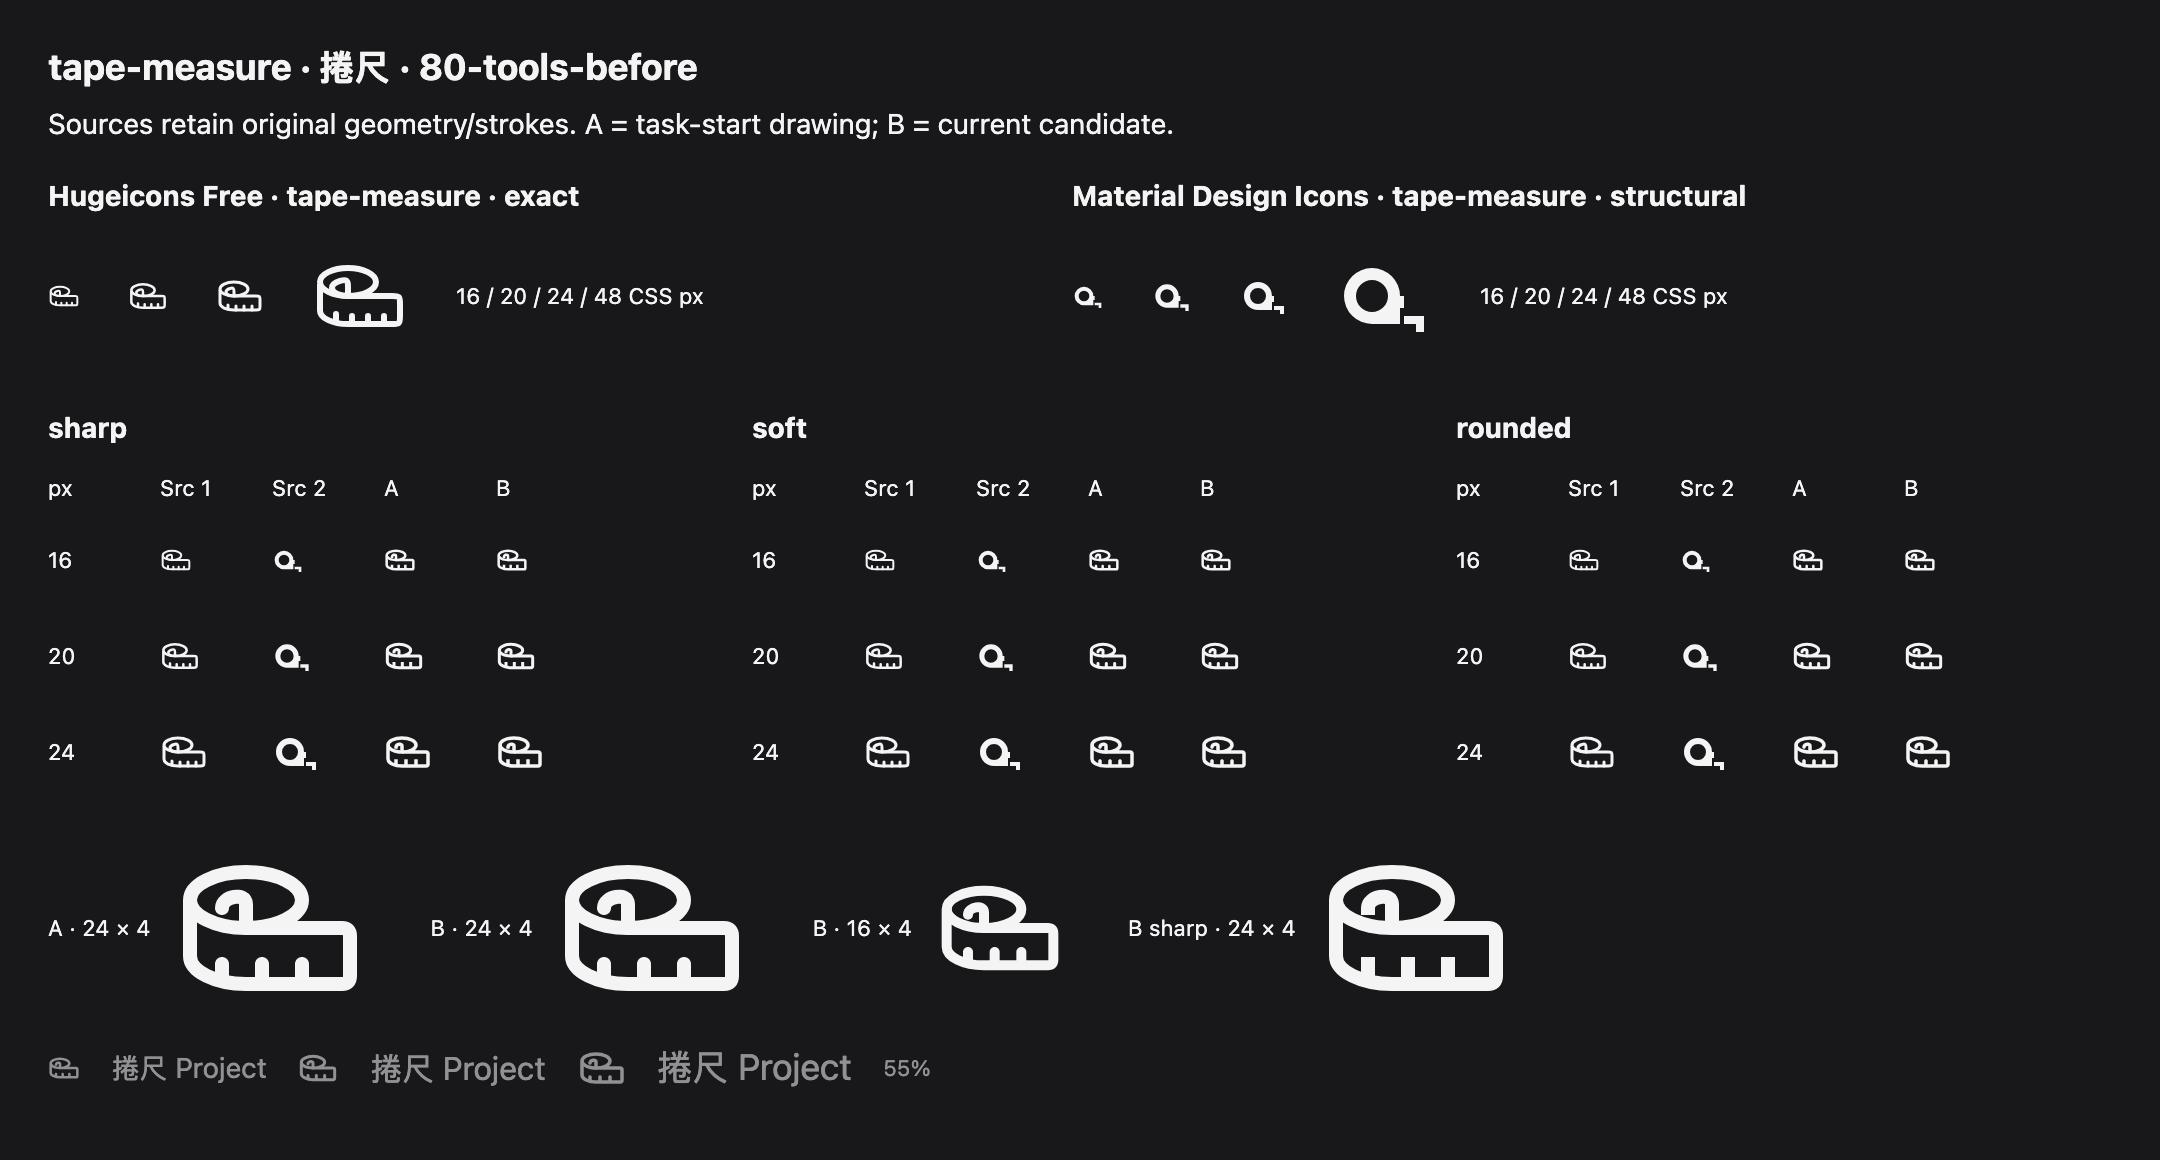 tape-measure · 捲尺 · 80-tools-before
Sources retain original geometry/strokes. A = task-start drawing; B = current candidate.
Hugeicons Free · tape-measure · exact
16 / 20 / 24 / 48 CSS px
Material Design Icons · tape-measure · structural
16 / 20 / 24 / 48 CSS px
sharp
px Src 1 Src 2 A B
16
20
24
soft
px Src 1 Src 2 A B
16
20
24
rounded
px Src 1 Src 2 A B
16
20
24
A · 24 × 4 B · 24 × 4 B · 16 × 4 B sharp · 24 × 4
捲尺 Project 捲尺 Project 捲尺 Project 55%